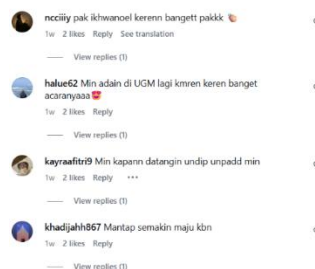 ncciiiy pak ikhwanoel kerenn bangett pakkk
1w 2 likes Reply See translation
View replies (1)
halue62 Min adain di UGM lagi kmren keren banget
acaranyaaa
1w 2 likes Reply
View replies (1)
kayraafitri9 Min kapann datangin undip unpadd min
1w 2 likes Reply ...
View replies (1)
khadijahh867 Mantap semakin maju kbn
1w 2 likes Reply
View replies (1)